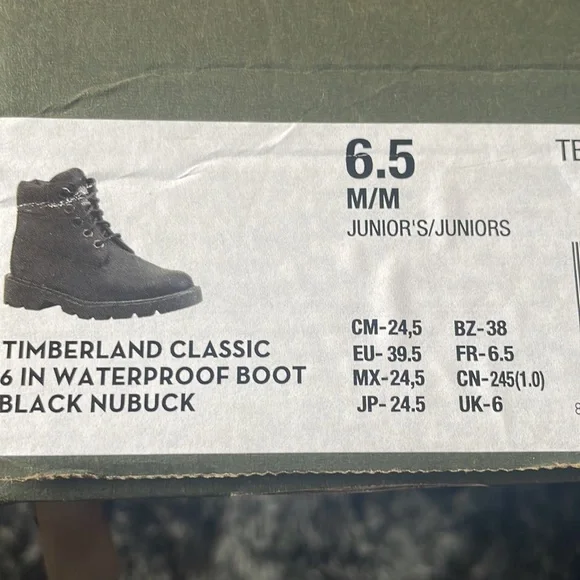 6.5
M/M
JUNIOR'S/JUNIORS
TIMBERLAND CLASSIC
6 IN WATERPROOF BOOT
BLACK NUBUCK
CM-24,5 BZ-38
EU- 39.5 FR-6.5
MX-24,5 CN-245(1.0)
JP- 24.5 UK-6